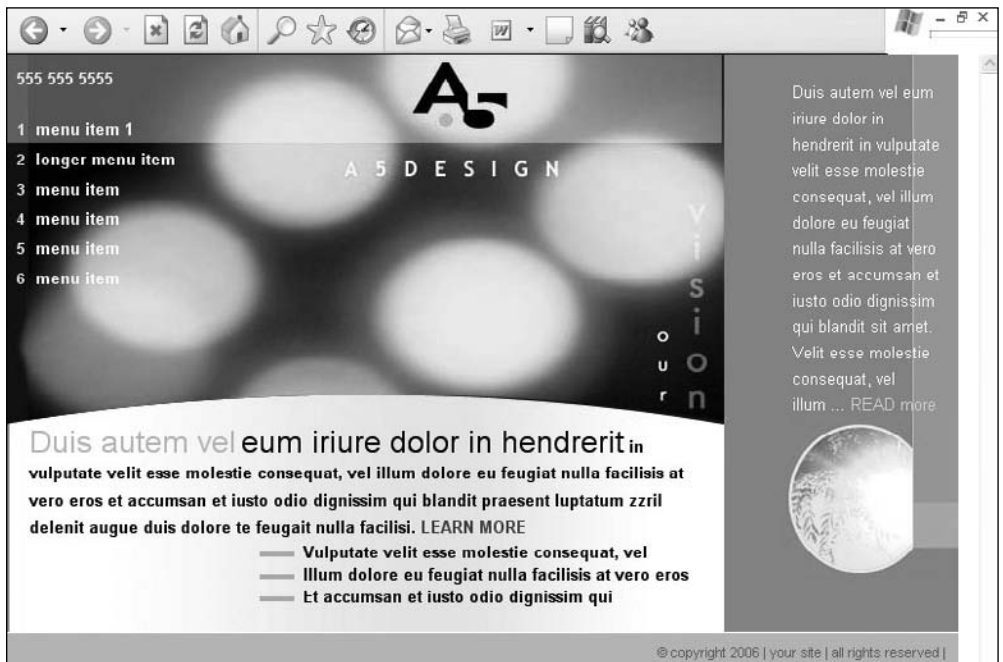 555 555 5555
1 menu item 1
2 longer menu item
3 menu item
4 menu item
5 menu item
6 menu item
A5
A 5 D E S I G N
our
vision
Duis autem vel eum
iriure dolor in
hendrerit in vulputate
velit esse molestie
consequat, vel illum
dolore eu feugiat
nulla facilisis at vero
eros et accumsan et
iusto odio dignissim
qui blandit sit amet.
Velit esse molestie
consequat, vel
illum ... READ more
Duis autem vel eum iriure dolor in hendrerit in
vulputate velit esse molestie consequat, vel illum dolore eu feugiat nulla facilisis at
vero eros et accumsan et iusto odio dignissim qui blandit praesent luptatum zzril
delenit augue duis dolore te feugait nulla facilisi. LEARN MORE
Vulputate velit esse molestie consequat, vel
Illum dolore eu feugiat nulla facilisis at vero eros
Et accumsan et iusto odio dignissim qui
© copyright 2006 | your site | all rights reserved |